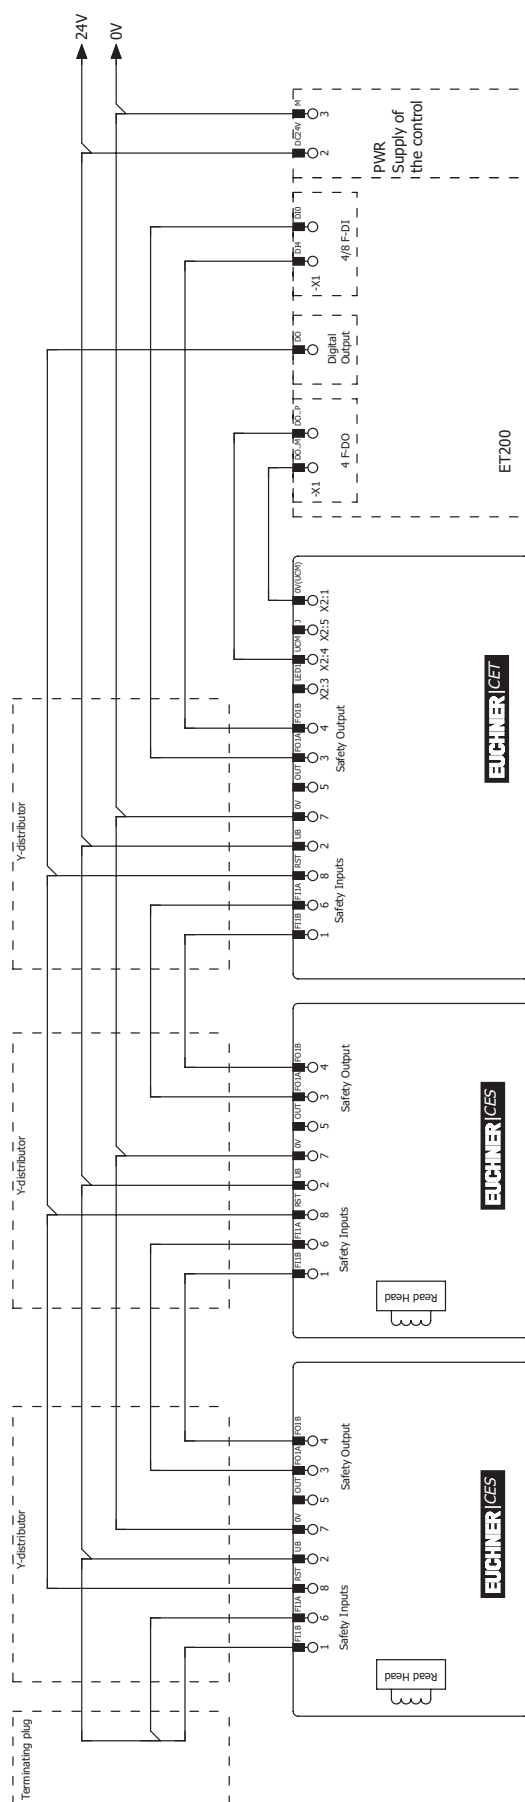 24V
0V
M
3
DC24V
2
PWR
Supply of
the control
DI0
DI4
-X1
4/8 F-DI
DO
Digital
Output
DO..P
DO..M
-X1
4 F-DO
ET200
0V(UCM)
X2:1
J
X2:5
UCM
X2:4
LED1
X2:3
FO1B
4
FO1A
3
Safety Output
OUT
5
0V
7
UB
2
RST
8
FI1A
6
FI1B
1
Safety Inputs
EUCHNER|CET
Y-distributor
FO1B
4
FO1A
3
Safety Output
OUT
5
0V
7
UB
2
RST
8
FI1A
6
FI1B
1
Safety Inputs
EUCHNER|CES
Read Head
Y-distributor
FO1B
4
FO1A
3
Safety Output
OUT
5
0V
7
UB
2
RST
8
FI1A
6
FI1B
1
Safety Inputs
EUCHNER|CES
Read Head
Y-distributor
Terminating plug